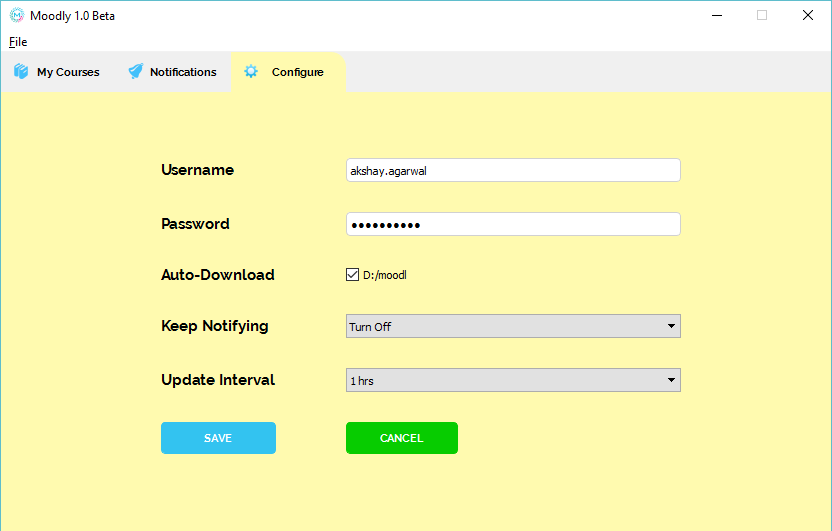 Moodly 1.0 Beta
File
My Courses Notifications Configure
Username akshay.agarwal
Password ••••••••••
Auto-Download D:/moodl
Keep Notifying Turn Off
Update Interval 1 hrs
SAVE CANCEL